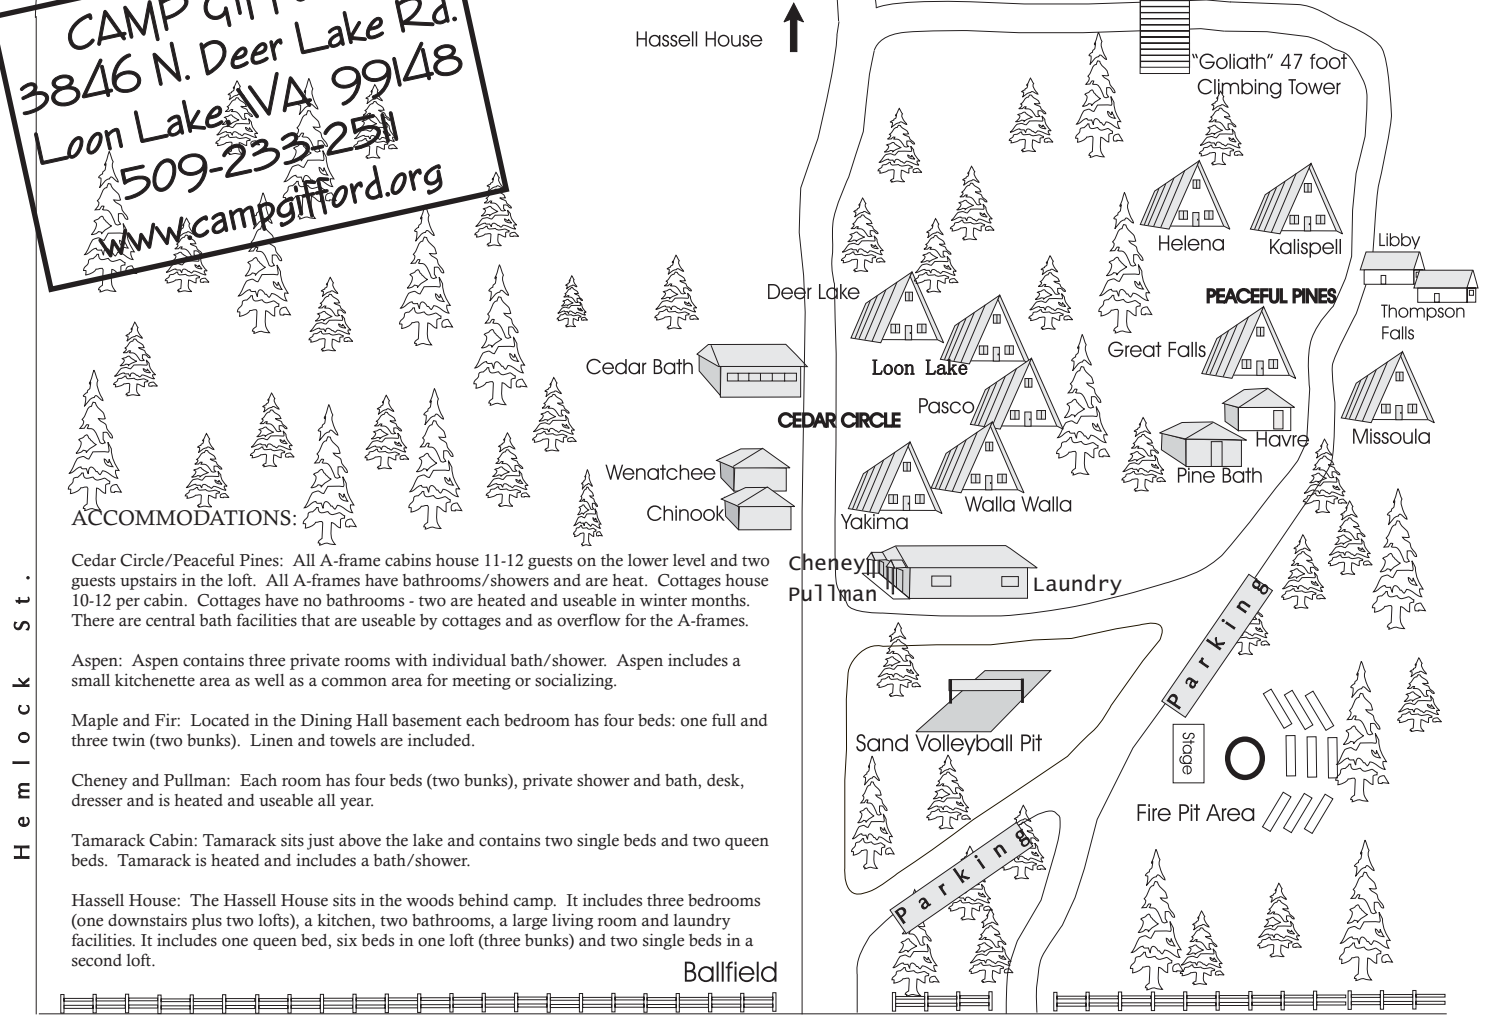 CAMP GIFFORD
3846 N. Deer Lake Rd.
Loon Lake, WA 99148
509-233-2511
www.campgifford.org
Hassell House
"Goliath" 47 foot
Climbing Tower
Helena
Kalispell
Libby
Thompson
Falls
PEACEFUL PINES
Deer Lake
Great Falls
Loon Lake
Cedar Bath
Pasco
CEDAR CIRCLE
Havre
Missoula
Pine Bath
Wenatchee
Walla Walla
Chinook
Yakima
Cheney
Pullman
Laundry
Parking
Sand Volleyball Pit
Stage
Fire Pit Area
Parking
Ballfield
Hemlock St.
ACCOMMODATIONS:
Cedar Circle/Peaceful Pines:  All A-frame cabins house 11-12 guests on the lower level and two
guests upstairs in the loft.  All A-frames have bathrooms/showers and are heat.  Cottages house
10-12 per cabin.  Cottages have no bathrooms - two are heated and useable in winter months.
There are central bath facilities that are useable by cottages and as overflow for the A-frames.
Aspen:  Aspen contains three private rooms with individual bath/shower.  Aspen includes a
small kitchenette area as well as a common area for meeting or socializing.
Maple and Fir:  Located in the Dining Hall basement each bedroom has four beds: one full and
three twin (two bunks).  Linen and towels are included.
Cheney and Pullman:  Each room has four beds (two bunks), private shower and bath, desk,
dresser and is heated and useable all year.
Tamarack Cabin: Tamarack sits just above the lake and contains two single beds and two queen
beds.  Tamarack is heated and includes a bath/shower.
Hassell House:  The Hassell House sits in the woods behind camp.  It includes three bedrooms
(one downstairs plus two lofts), a kitchen, two bathrooms, a large living room and laundry
facilities. It includes one queen bed, six beds in one loft (three bunks) and two single beds in a
second loft.